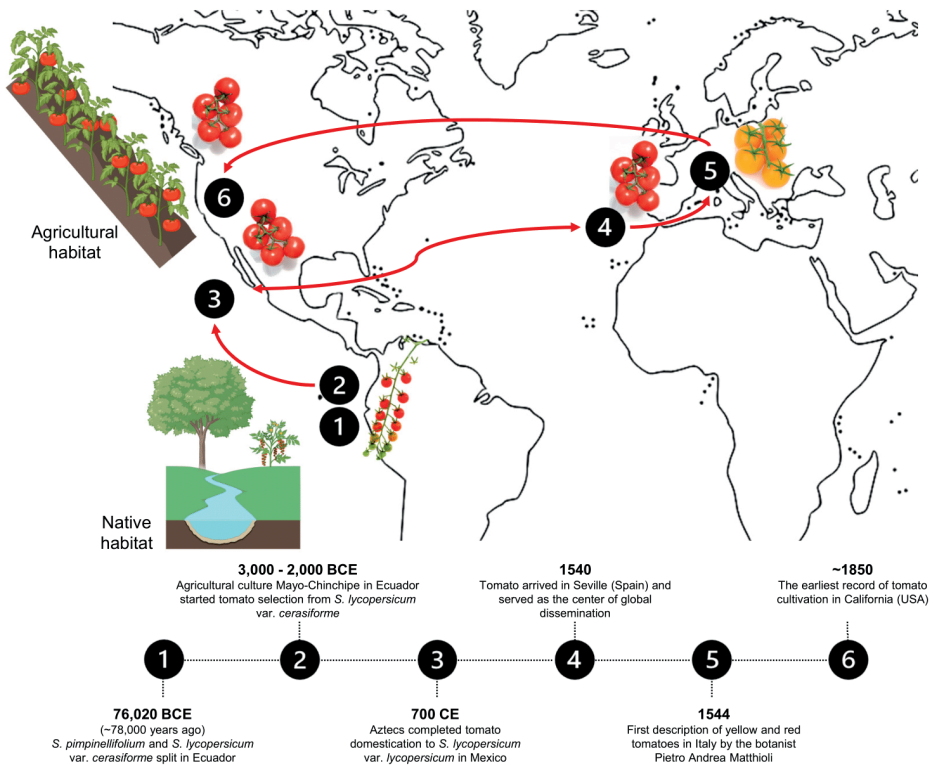 Agricultural
habitat
6
5
4
3
2
1
Native
habitat
3,000 - 2,000 BCE
Agricultural culture Mayo-Chinchipe in Ecuador
started tomato selection from S. lycopersicum
var. cerasiforme
1540
Tomato arrived in Seville (Spain) and
served as the center of global
dissemination
~1850
The earliest record of tomato
cultivation in California (USA)
1
2
3
4
5
6
76,020 BCE
(~78,000 years ago)
S. pimpinellifolium and S. lycopersicum
var. cerasiforme split in Ecuador
700 CE
Aztecs completed tomato
domestication to S. lycopersicum
var. lycopersicum in Mexico
1544
First description of yellow and red
tomatoes in Italy by the botanist
Pietro Andrea Matthioli